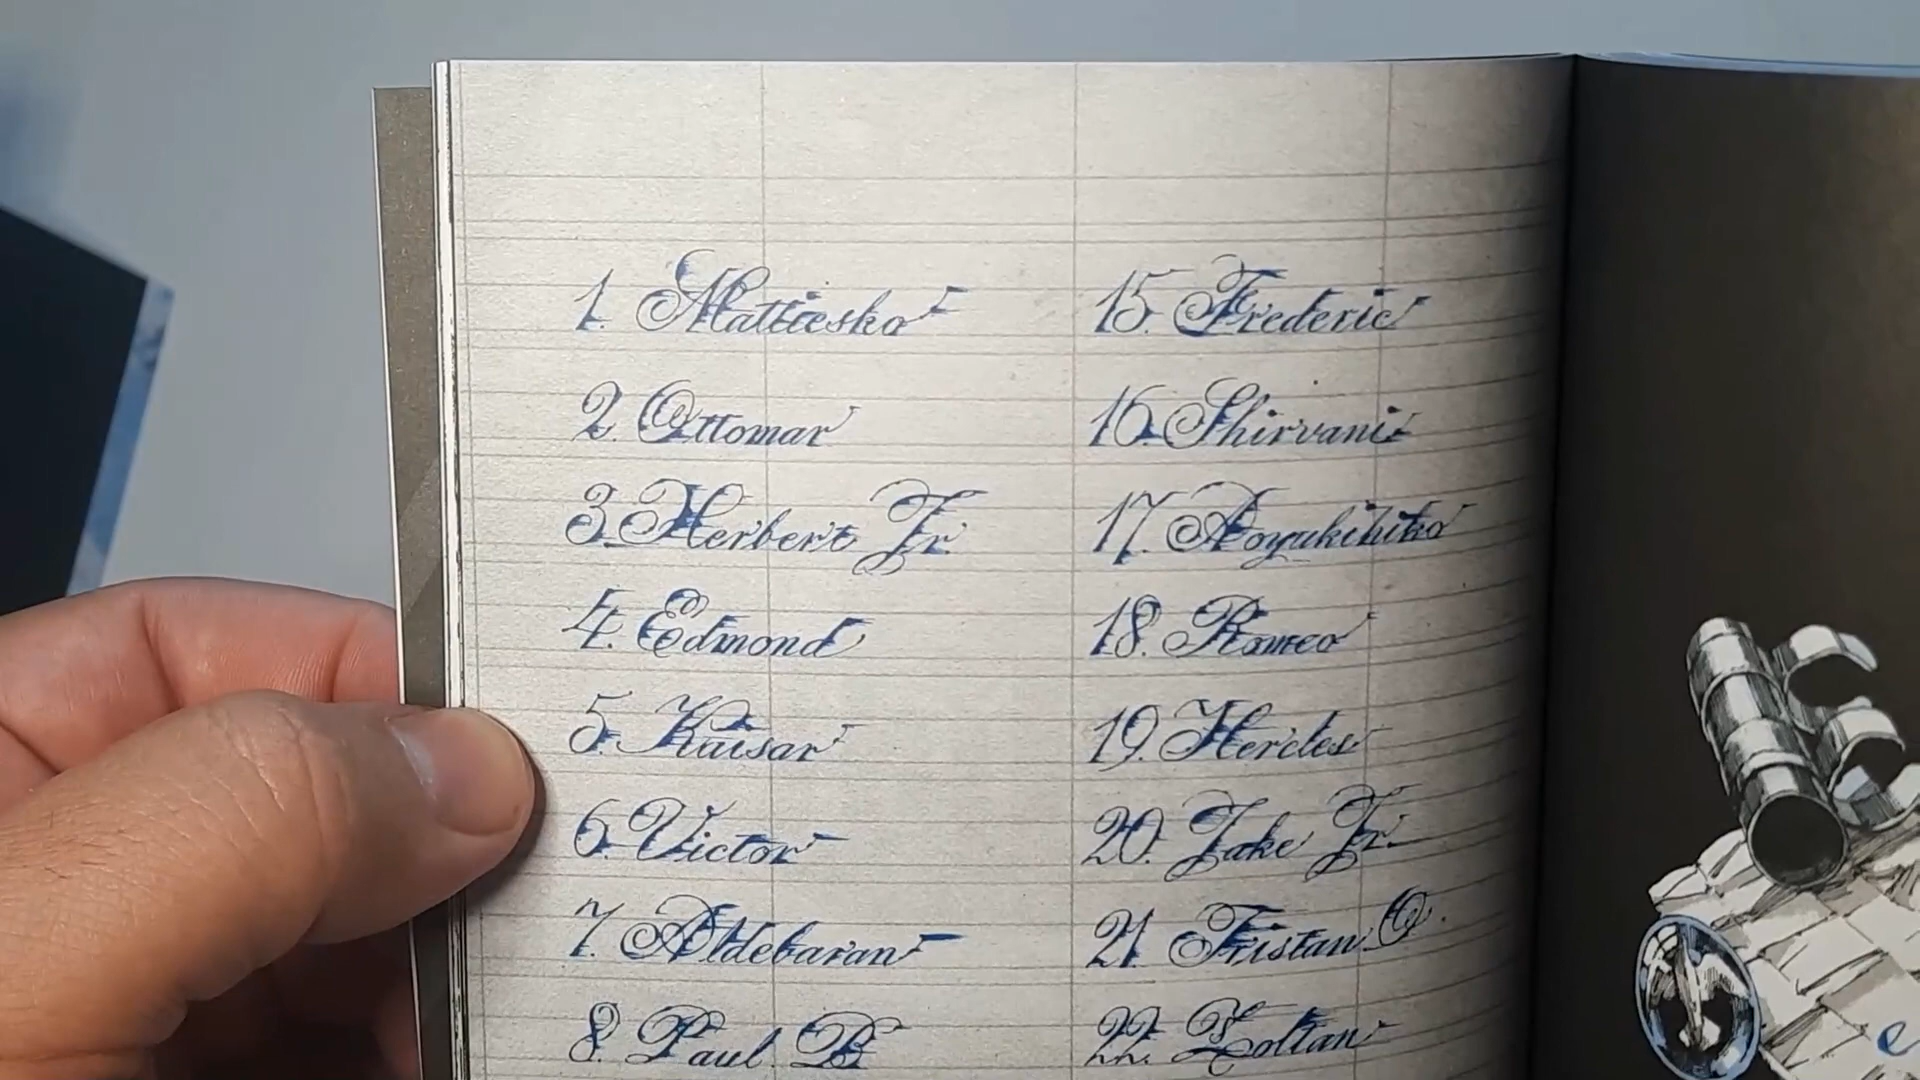 1. Mattiesko
2. Ottomar
3. Herbert Jr.
4. Edmond
5. Kaisar
6. Victor
7. Aldebaran
8. Paul. B
15. Frederic
16. Shirvani
17. Aoyukihiko
18. Romeo
19. Hercles
20. Jake Jr.
21. Tristan O.
22. Zoltan